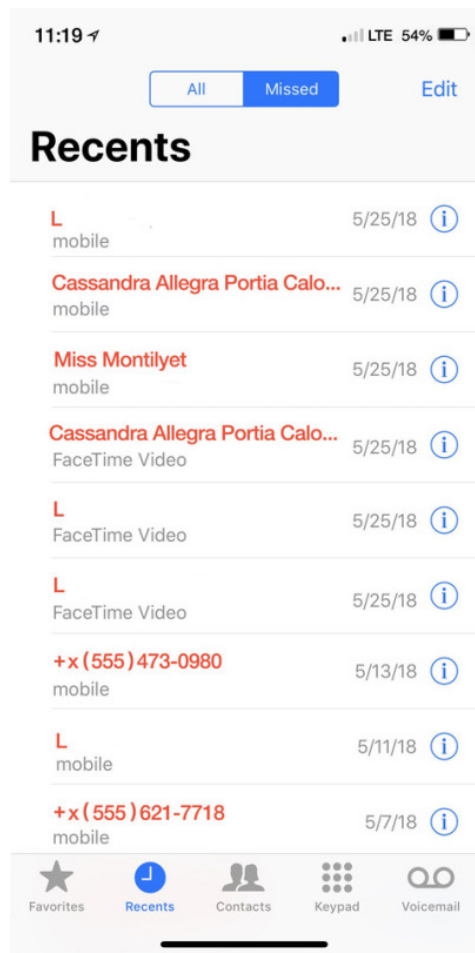 11:19 LTE 54%
All Missed Edit
Recents
L 5/25/18
mobile
Cassandra Allegra Portia Calo... 5/25/18
mobile
Miss Montilyet 5/25/18
mobile
Cassandra Allegra Portia Calo... 5/25/18
FaceTime Video
L 5/25/18
FaceTime Video
L 5/25/18
FaceTime Video
+x (555) 473-0980 5/13/18
mobile
L 5/11/18
mobile
+x (555) 621-7718 5/7/18
mobile
Favorites Recents Contacts Keypad Voicemail